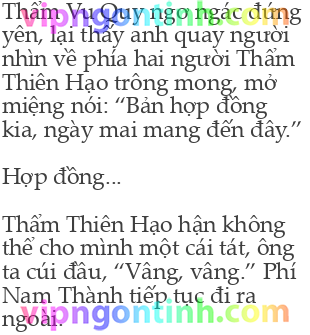 Thẩm Vu Quy ngơ ngác đứng
yên, lại thấy anh quay người
nhìn về phía hai người Thẩm
Thiên Hạo trông mong, mở
miệng nói: “Bản hợp đồng
kia, ngày mai mang đến đây.”
Hợp đồng...
Thẩm Thiên Hạo hận không
thể cho mình một cái tát, ông
ta cúi đầu, “Vâng, vâng.” Phí
Nam Thành tiếp tục đi ra
ngoài.
vipngontinh.com
vipngontinh.com
vipngontinh.com